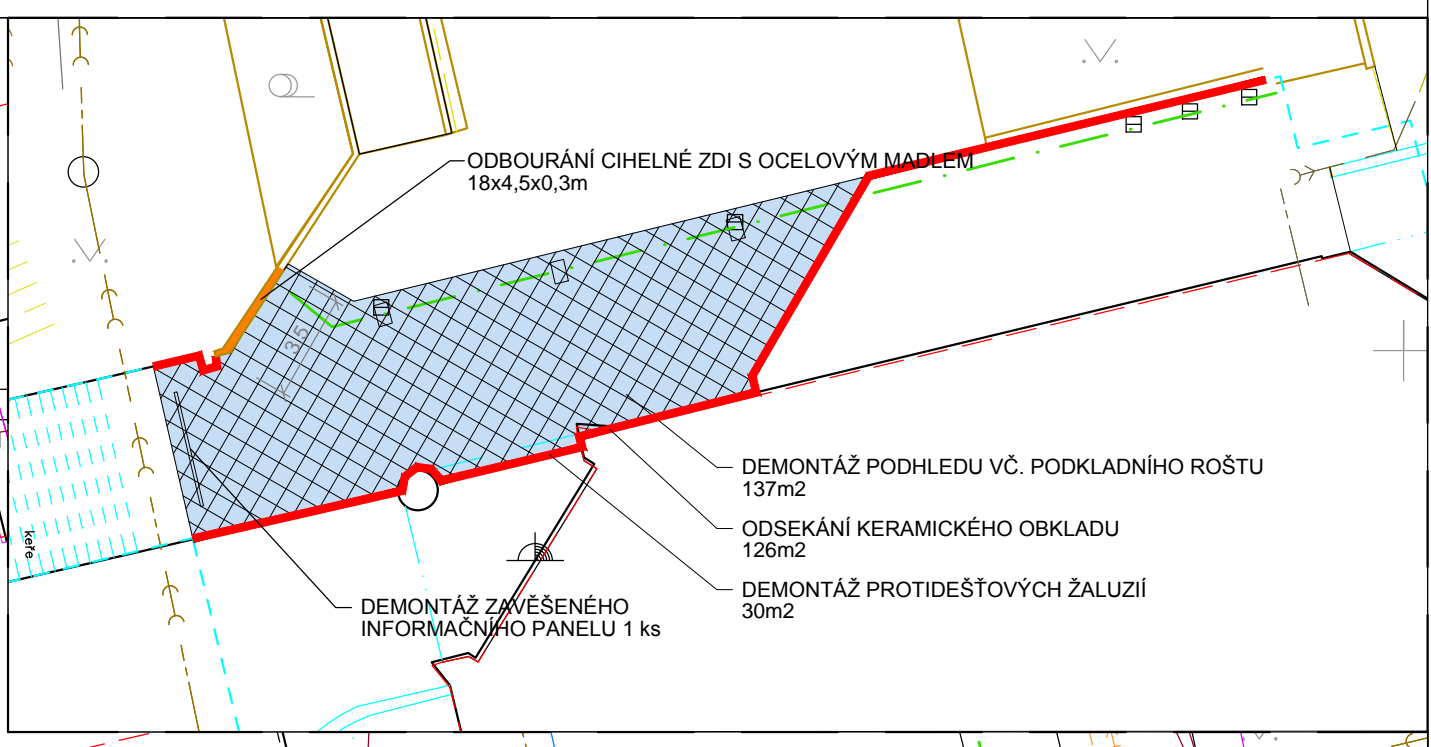 ODBOURÁNÍ CIHELNÉ ZDI S OCELOVÝM MADLEM
18x4,5x0,3m
3,5
DEMONTÁŽ PODHLEDU VČ. PODKLADNÍHO ROŠTU
137m2
ODSEKÁNÍ KERAMICKÉHO OBKLADU
126m2
DEMONTÁŽ PROTIDEŠŤOVÝCH ŽALUZIÍ
30m2
keře
DEMONTÁŽ ZAVĚŠENÉHO
INFORMAČNÍHO PANELU 1 ks